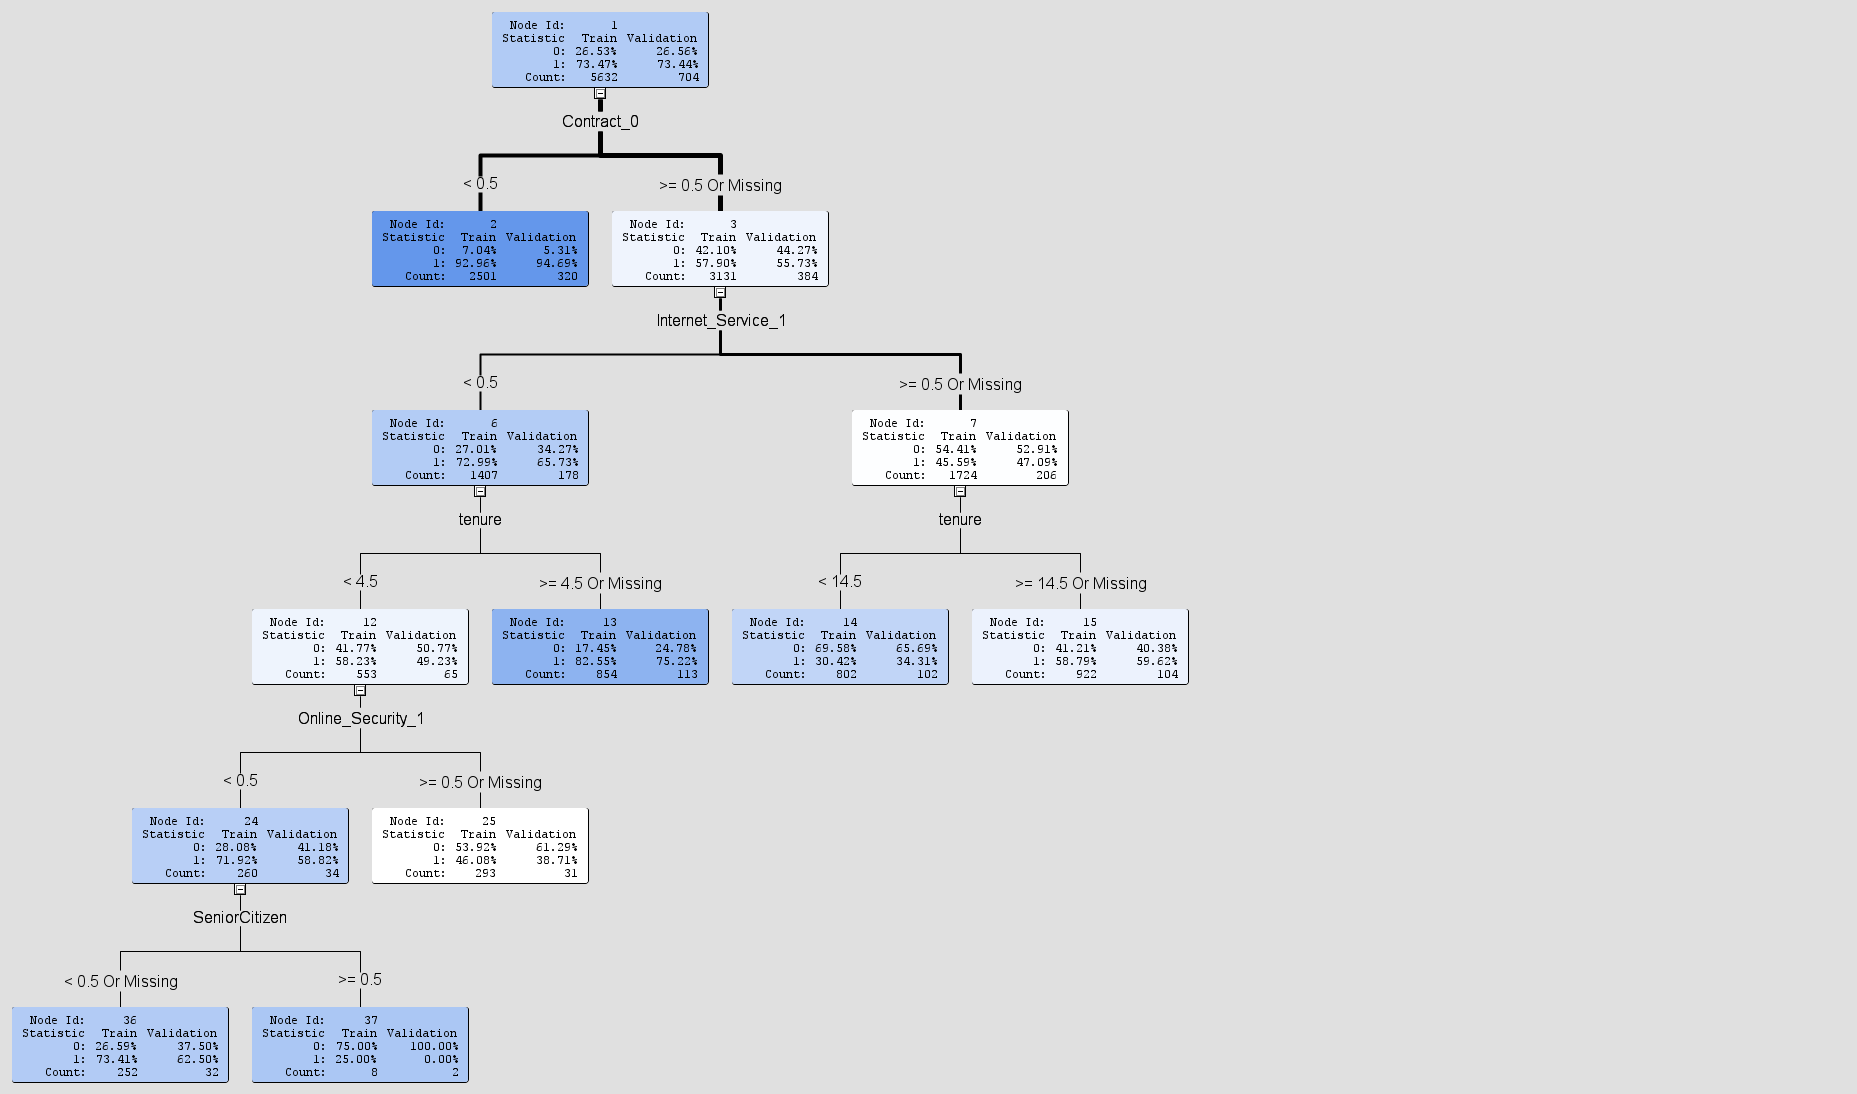 Node Id: 1
Statistic Train Validation
0: 26.53% 26.56%
1: 73.47% 73.44%
Count: 5632 704
Contract_0
< 0.5
>= 0.5 Or Missing
Node Id: 2
Statistic Train Validation
0: 7.04% 5.31%
1: 92.96% 94.69%
Count: 2501 320
Node Id: 3
Statistic Train Validation
0: 42.10% 44.27%
1: 57.90% 55.73%
Count: 3131 384
Internet_Service_1
< 0.5
>= 0.5 Or Missing
Node Id: 6
Statistic Train Validation
0: 27.01% 34.27%
1: 72.99% 65.73%
Count: 1407 178
Node Id: 7
Statistic Train Validation
0: 54.41% 52.91%
1: 45.59% 47.09%
Count: 1724 206
tenure
tenure
< 4.5
>= 4.5 Or Missing
< 14.5
>= 14.5 Or Missing
Node Id: 12
Statistic Train Validation
0: 41.77% 50.77%
1: 58.23% 49.23%
Count: 553 65
Node Id: 13
Statistic Train Validation
0: 17.45% 24.78%
1: 82.55% 75.22%
Count: 854 113
Node Id: 14
Statistic Train Validation
0: 69.58% 65.69%
1: 30.42% 34.31%
Count: 802 102
Node Id: 15
Statistic Train Validation
0: 41.21% 40.38%
1: 58.79% 59.62%
Count: 922 104
Online_Security_1
< 0.5
>= 0.5 Or Missing
Node Id: 24
Statistic Train Validation
0: 28.08% 41.18%
1: 71.92% 58.82%
Count: 260 34
Node Id: 25
Statistic Train Validation
0: 53.92% 61.29%
1: 46.08% 38.71%
Count: 293 31
SeniorCitizen
< 0.5 Or Missing
>= 0.5
Node Id: 36
Statistic Train Validation
0: 26.59% 37.50%
1: 73.41% 62.50%
Count: 252 32
Node Id: 37
Statistic Train Validation
0: 75.00% 100.00%
1: 25.00% 0.00%
Count: 8 2